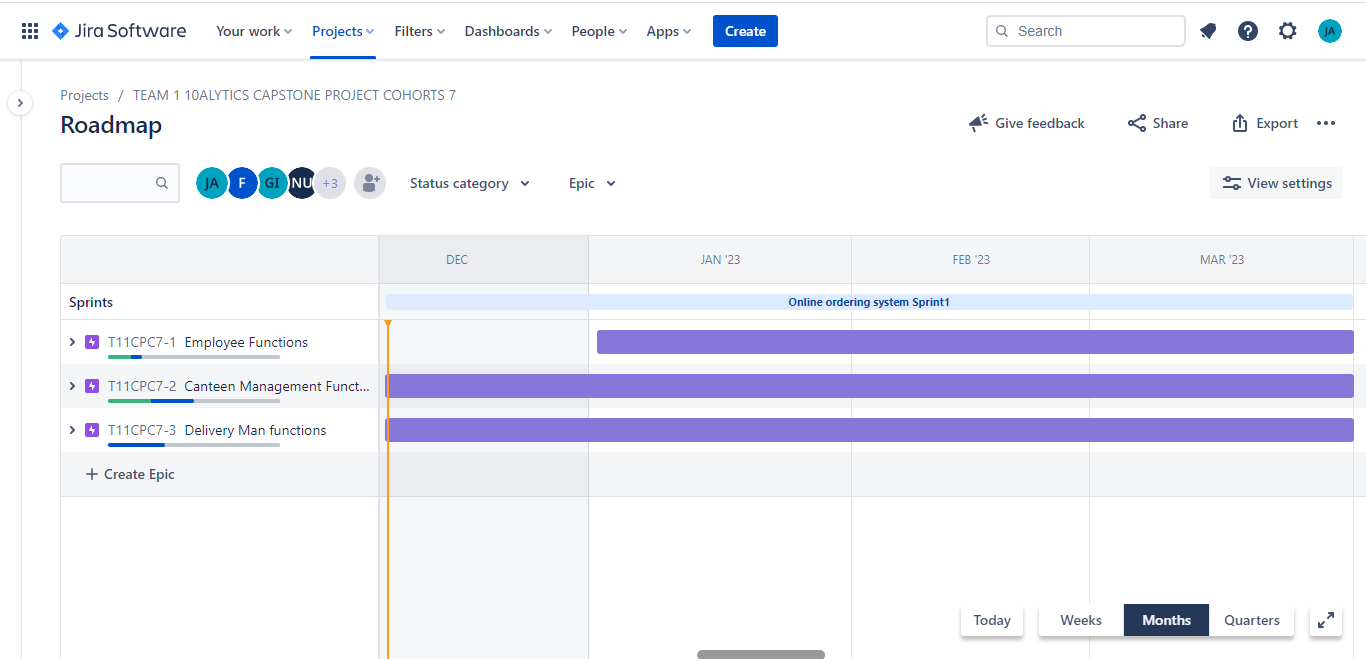 Jira Software Your work Projects Filters Dashboards People Apps Create Search JA
Projects / TEAM 1 10ALYTICS CAPSTONE PROJECT COHORTS 7
Roadmap
Give feedback Share Export
JA F GI NU +3 Status category Epic View settings
DEC JAN '23 FEB '23 MAR '23
Sprints Online ordering system Sprint1
T11CPC7-1 Employee Functions
T11CPC7-2 Canteen Management Funct...
T11CPC7-3 Delivery Man functions
+ Create Epic
Today Weeks Months Quarters